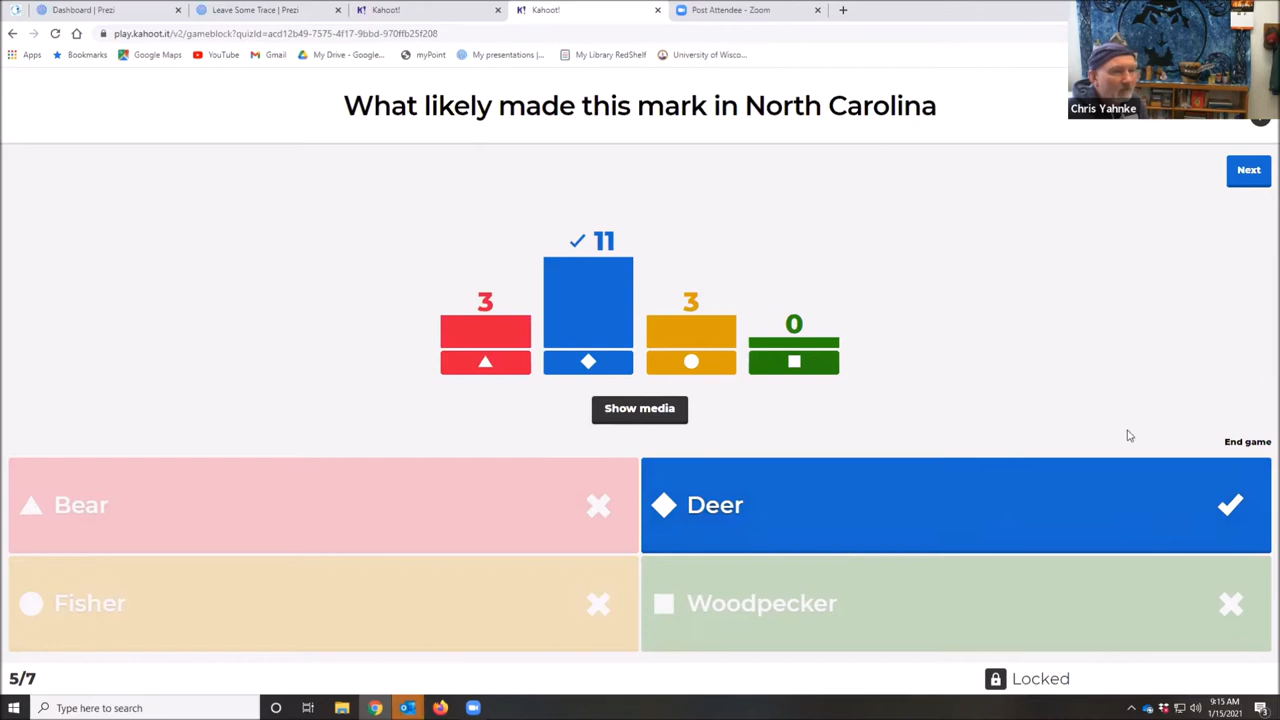 Dashboard | Prezi
Leave Some Trace | Prezi
K! Kahoot!
K! Kahoot!
Post Attendee - Zoom
play.kahoot.it/v2/gameblock?quizId=acd12b49-7575-4f17-9bbd-970ffb25f208
Apps Bookmarks Google Maps YouTube Gmail My Drive - Google... myPoint My presentations |... My Library RedShelf University of Wisco...
Chris Yahnke
What likely made this mark in North Carolina
Next
3 11 3 0
Show media
End game
Bear
Deer
Fisher
Woodpecker
5/7
Locked
Type here to search
9:15 AM
1/15/2021
3